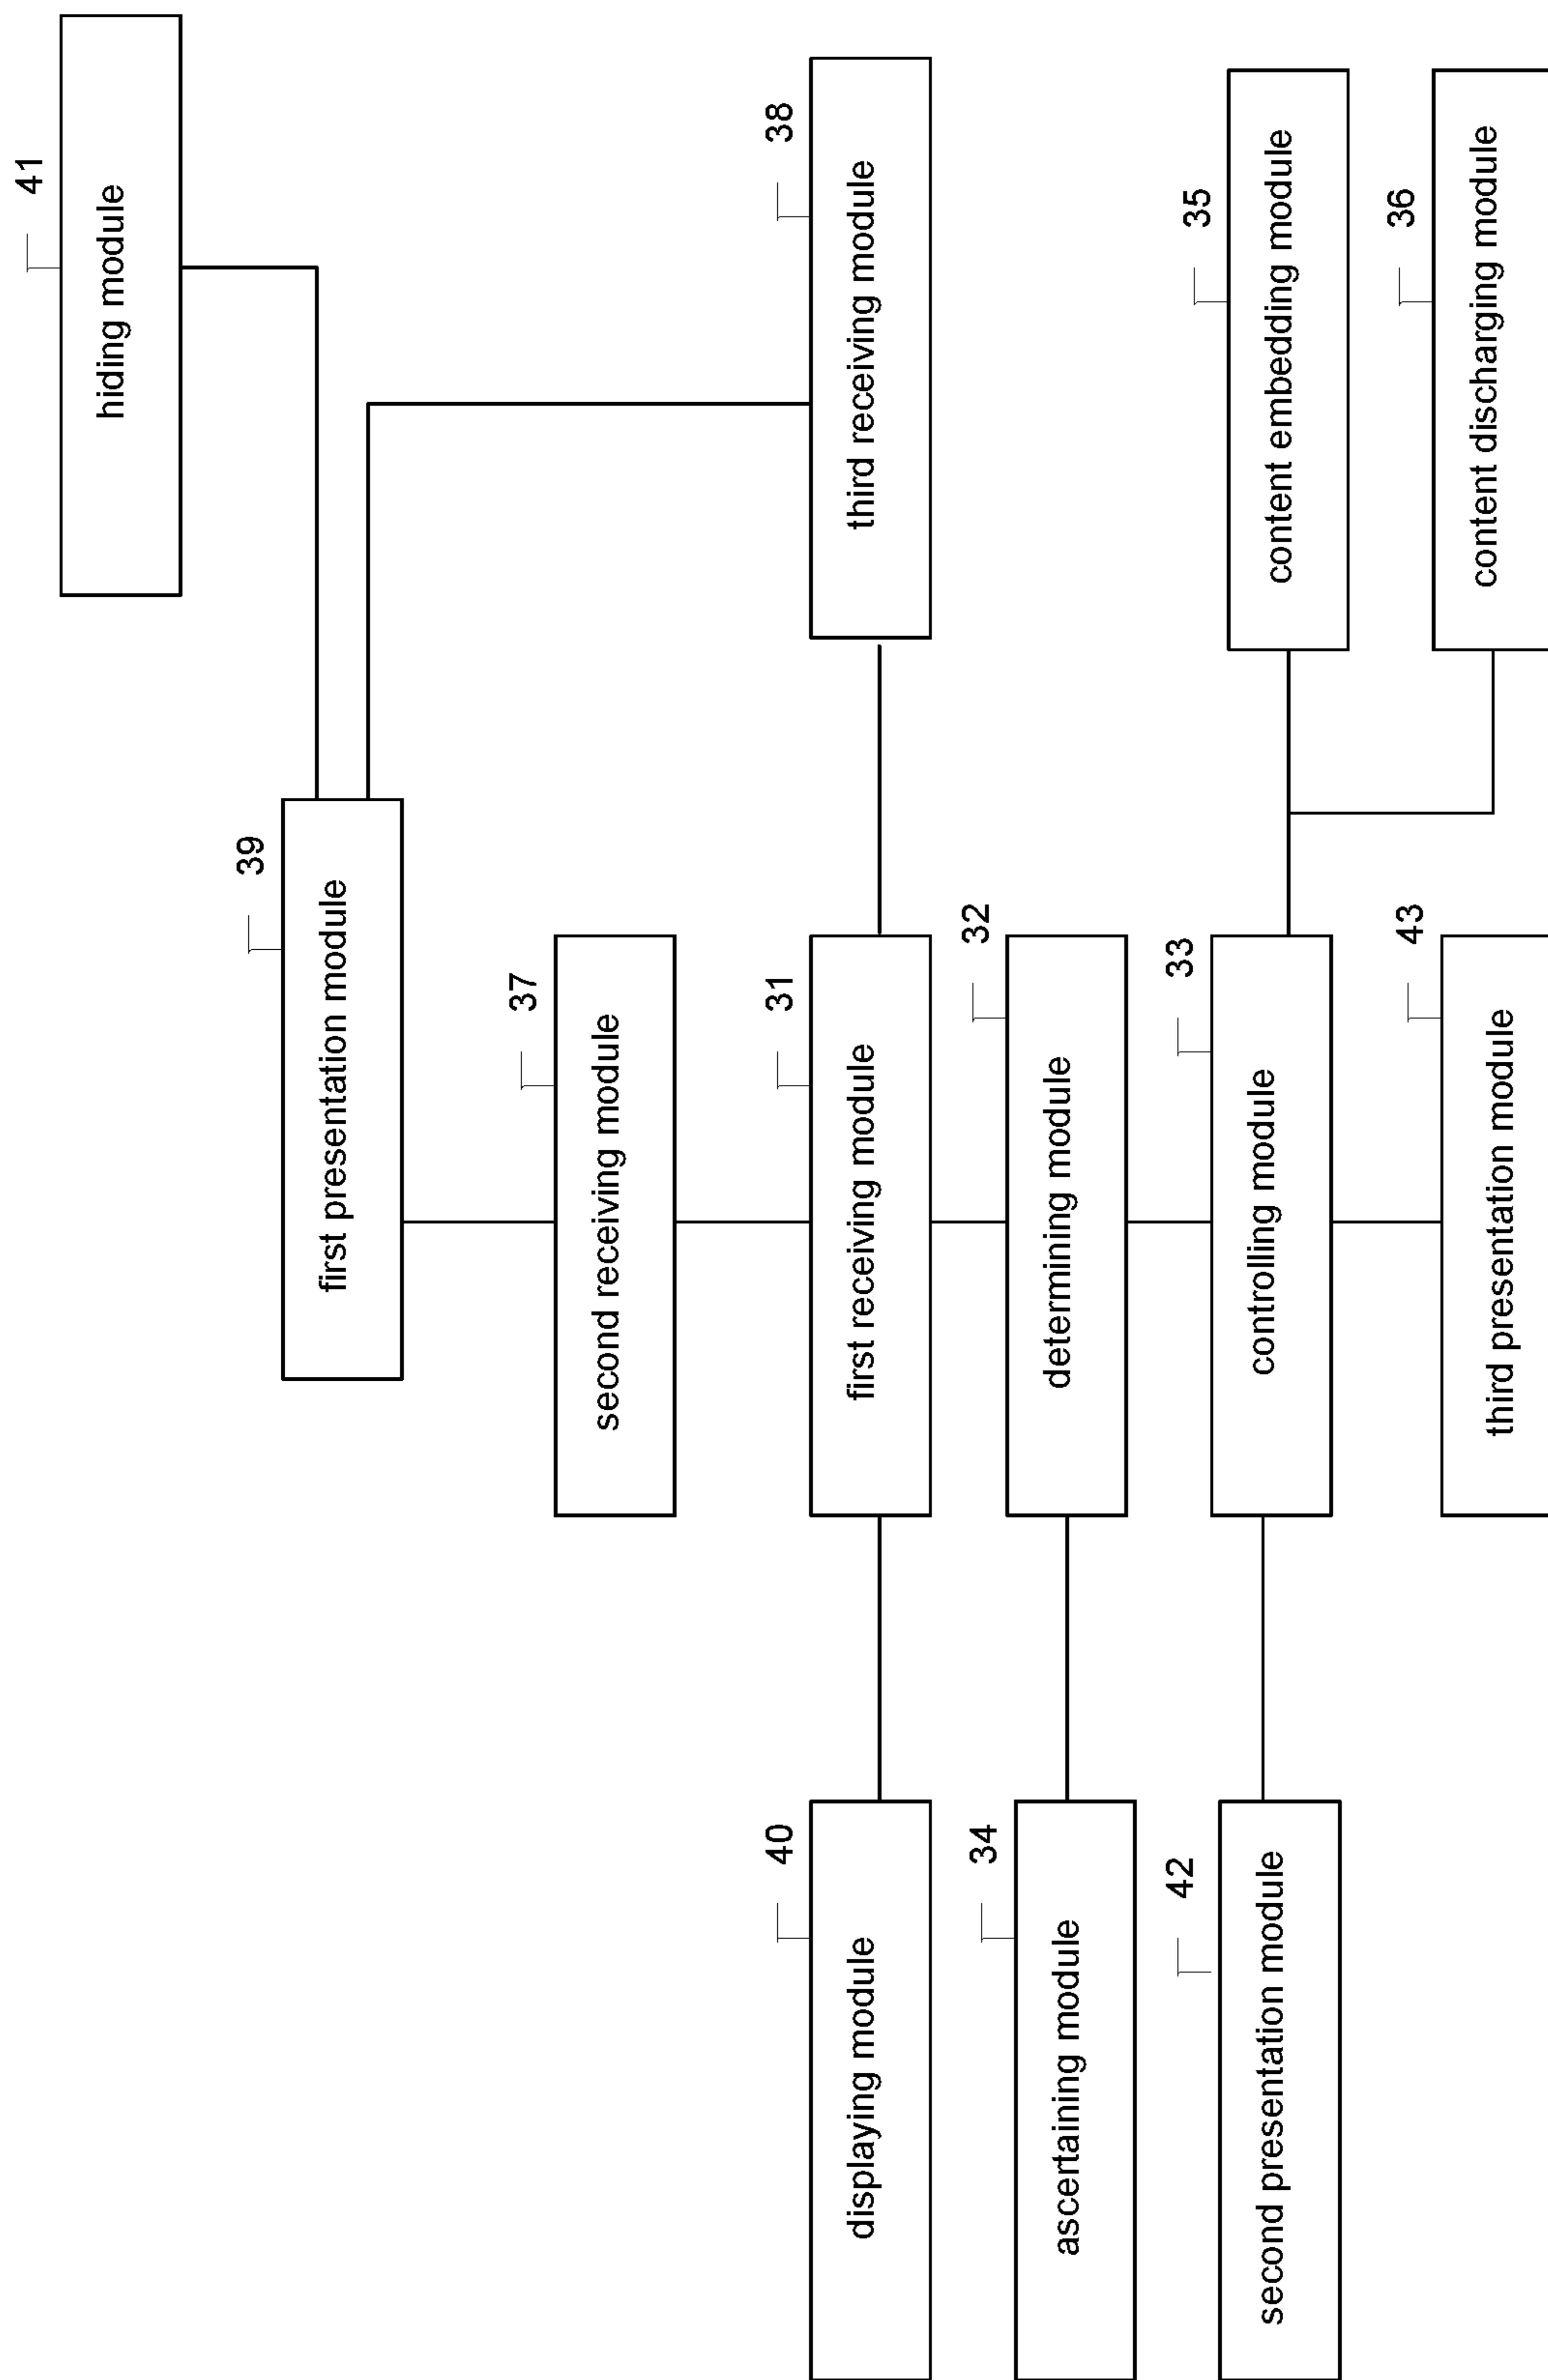 41
hiding module
39
first presentation module
37
second receiving module
40
displaying module
31
first receiving module
38
third receiving module
34
ascertaining module
32
determining module
42
second presentation module
33
controlling module
35
content embedding module
43
third presentation module
36
content discharging module